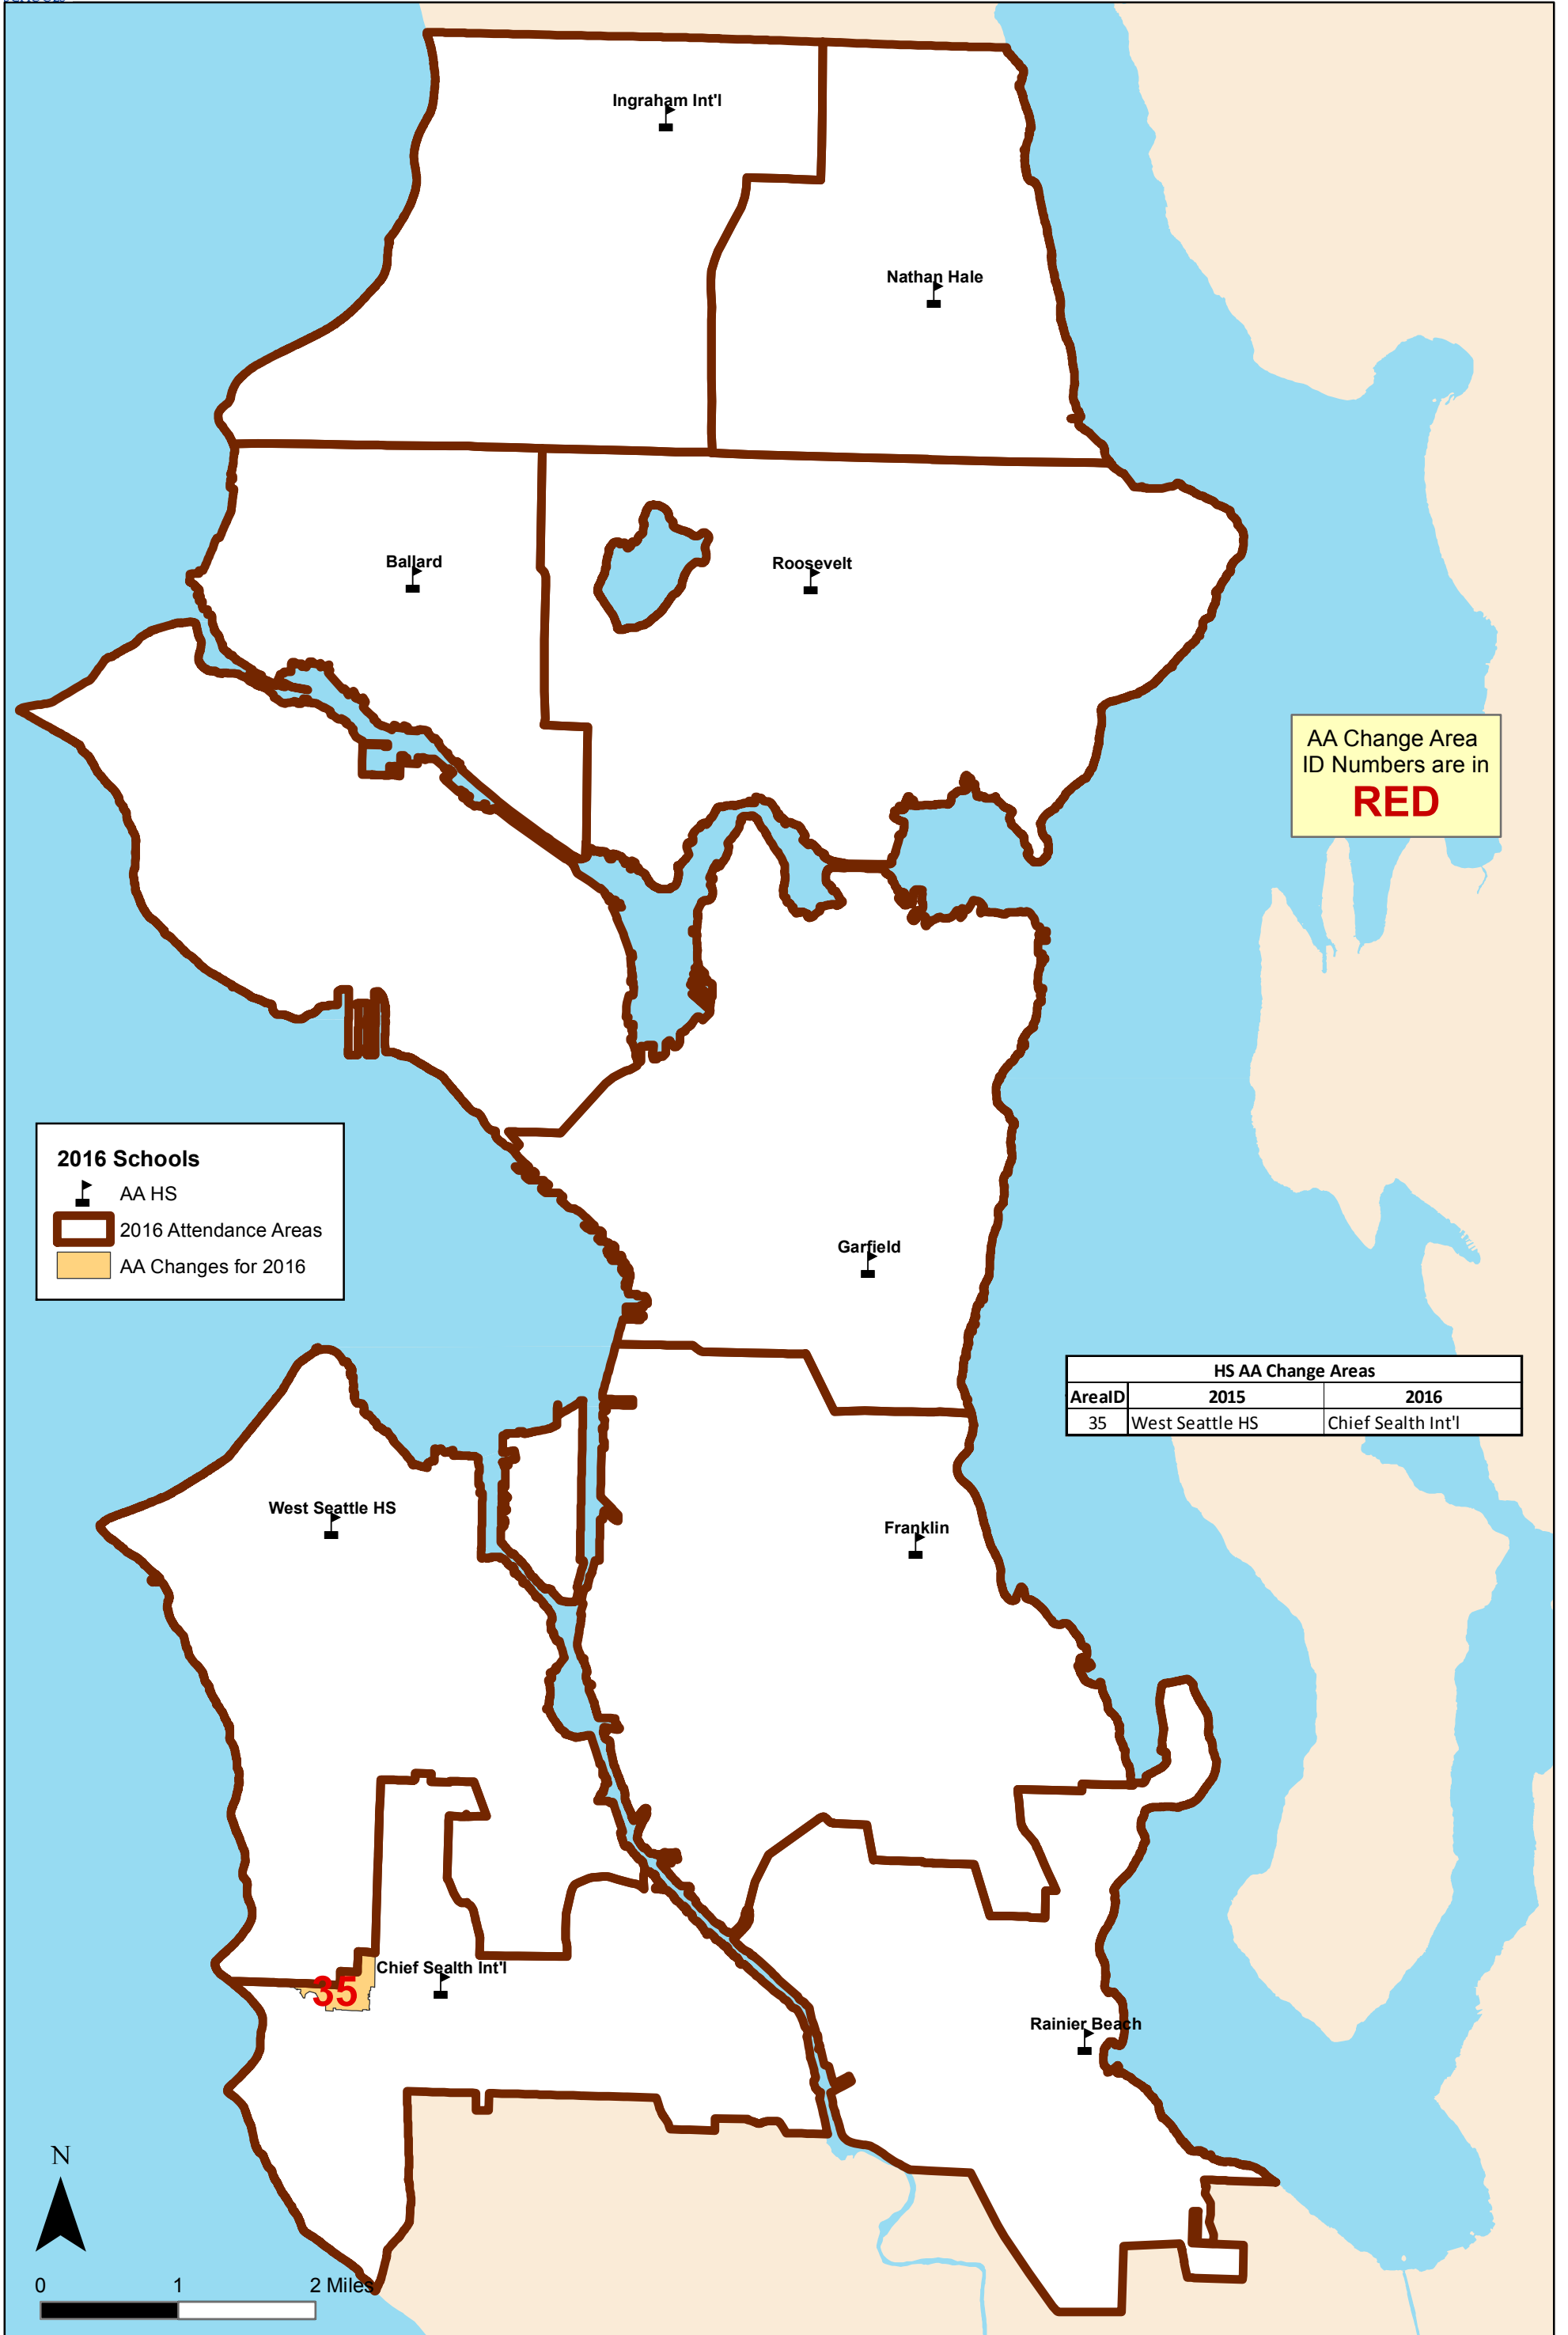 Ingraham Int'l
Nathan Hale
Ballard
Roosevelt
AA Change Area
ID Numbers are in
RED
2016 Schools
AA HS
2016 Attendance Areas
AA Changes for 2016
Garfield
HS AA Change Areas
AreaID 2015 2016
35 West Seattle HS Chief Sealth Int'l
West Seattle HS
Franklin
Chief Sealth Int'l
35
Rainier Beach
N
0 1 2 Miles